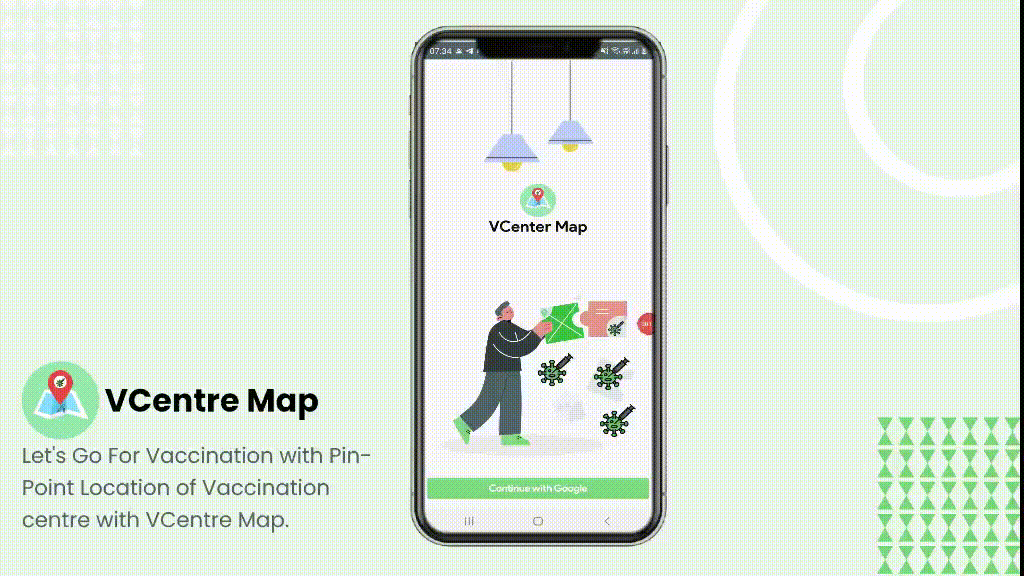 07:34
VCenter Map
Continue with Google
VCentre Map
Let's Go For Vaccination with Pin-
Point Location of Vaccination
centre with VCentre Map.